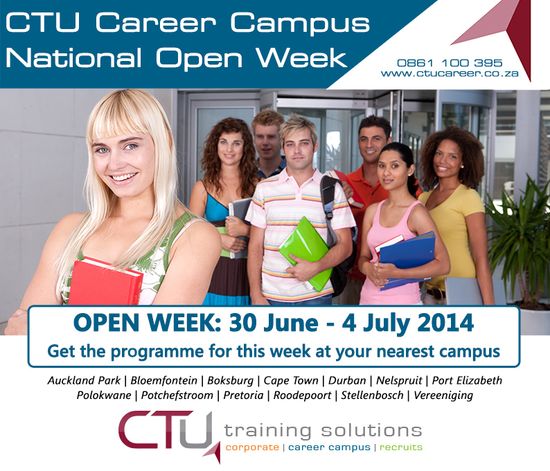 CTU Career Campus
National Open Week
0861 100 395
www.ctucareer.co.za
OPEN WEEK: 30 June - 4 July 2014
Get the programme for this week at your nearest campus
Auckland Park | Bloemfontein | Boksburg | Cape Town | Durban | Nelspruit | Port Elizabeth
Polokwane | Potchefstroom | Pretoria | Roodepoort | Stellenbosch | Vereeniging
CTU training solutions
corporate | career campus | recruits